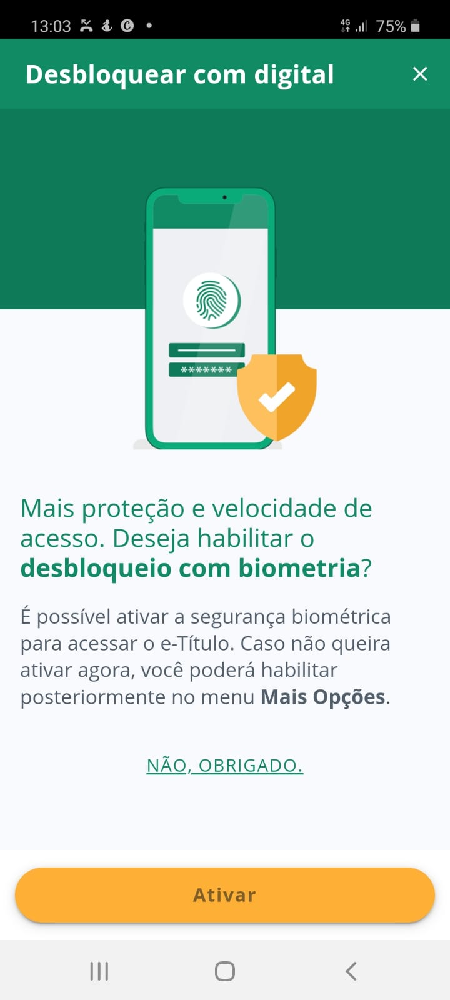 13:03
4G
75%
Desbloquear com digital
*******
Mais proteção e velocidade de
acesso. Deseja habilitar o
desbloqueio com biometria?
É possível ativar a segurança biométrica
para acessar o e-Título. Caso não queira
ativar agora, você poderá habilitar
posteriormente no menu Mais Opções.
NÃO, OBRIGADO.
Ativar